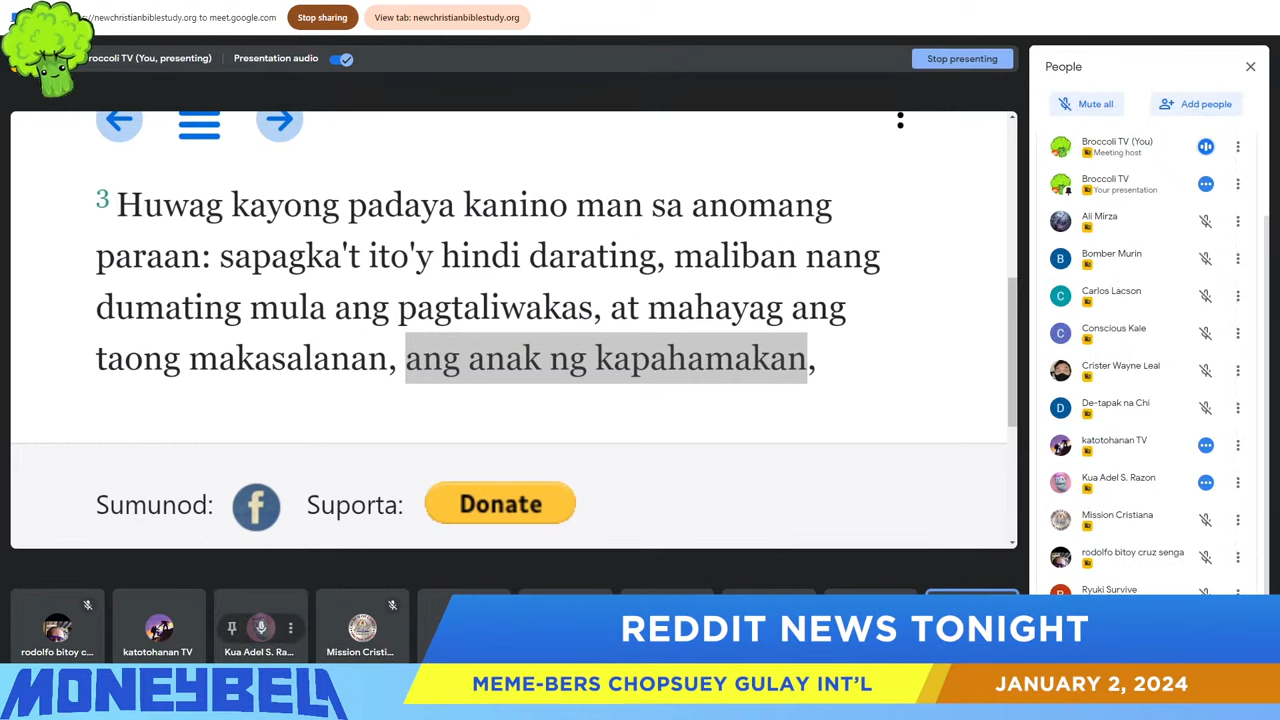 //newchristianbiblestudy.org to meet.google.com
Stop sharing
View tab: newchristianbiblestudy.org
roccoli TV (You, presenting)
Presentation audio
Stop presenting
3 Huwag kayong padaya kanino man sa anomang
paraan: sapagka't ito'y hindi darating, maliban nang
dumating mula ang pagtaliwakas, at mahayag ang
taong makasalanan, ang anak ng kapahamakan,
Sumunod:
f
Suporta:
Donate
People
Mute all
Add people
Broccoli TV (You)
Meeting host
Broccoli TV
Your presentation
Ali Mirza
B
Bomber Murin
C
Carlos Lacson
C
Conscious Kale
Crister Wayne Leal
D
De-tapak na Chi
katotohanan TV
Kua Adel S. Razon
Mission Cristiana
rodolfo bitoy cruz senga
Ryuki Survive
rodolfo bitoy c...
katotohanan TV
Kua Adel S. Ra...
Mission Cristi...
REDDIT NEWS TONIGHT
MONEYBELA
MEME-BERS CHOPSUEY GULAY INT'L
JANUARY 2, 2024